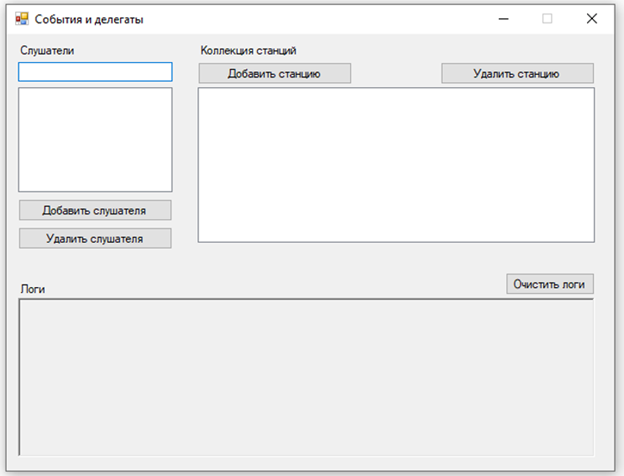 События и делегаты
Слушатели
Коллекция станций
Добавить станцию
Удалить станцию
Добавить слушателя
Удалить слушателя
Очистить логи
Логи